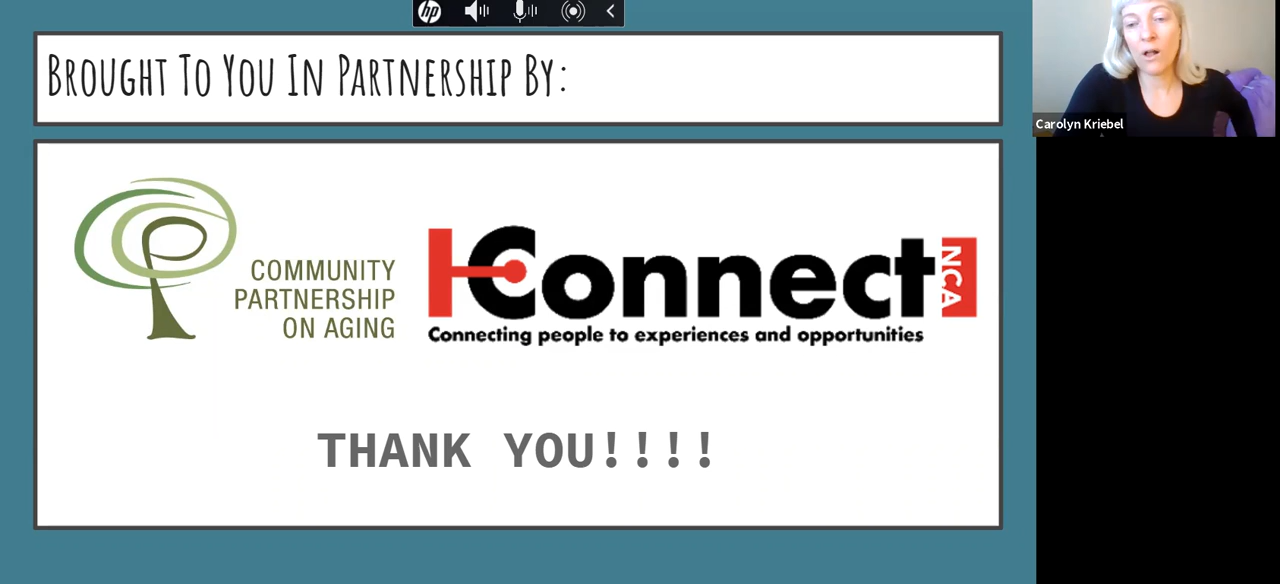 hp
BROUGHT TO YOU IN PARTNERSHIP BY:
Carolyn Kriebel
COMMUNITY
PARTNERSHIP
ON AGING
Connect NCA
Connecting people to experiences and opportunities
THANK YOU!!!!